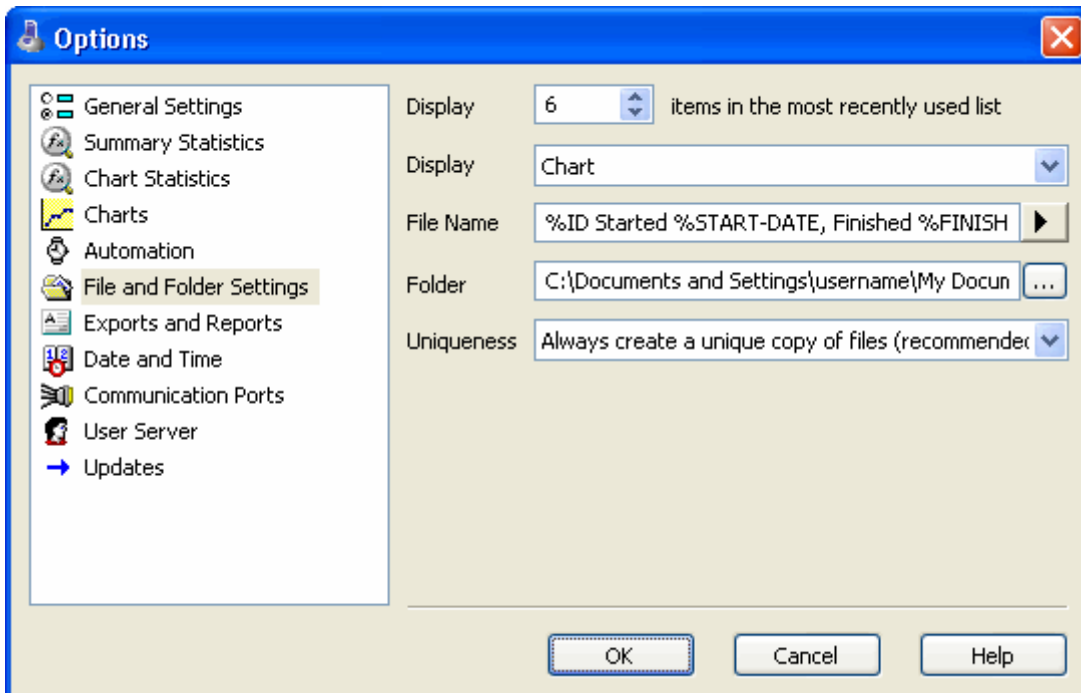 Options
General Settings
Summary Statistics
Chart Statistics
Charts
Automation
File and Folder Settings
Exports and Reports
Date and Time
Communication Ports
User Server
Updates
Display 6 items in the most recently used list
Display Chart
File Name %ID Started %START-DATE, Finished %FINISH
Folder C:\Documents and Settings\username\My Docun ...
Uniqueness Always create a unique copy of files (recommended
OK Cancel Help